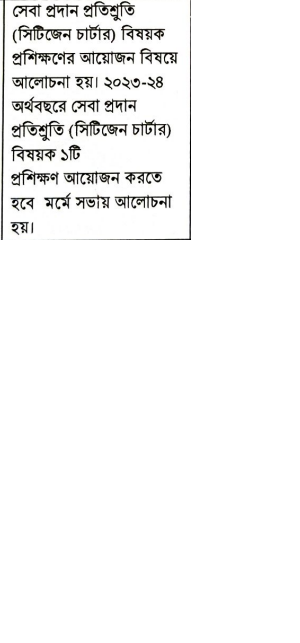 সেবা প্রদান প্রতিশ্রুতি
(সিটিজেন চার্টার) বিষয়ক
প্রশিক্ষণের আয়োজন বিষয়ে
আলোচনা হয়। ২০২৩-২৪
অর্থবছরে সেবা প্রদান
প্রতিশ্রুতি (সিটিজেন চার্টার)
বিষয়ক ১টি
প্রশিক্ষণ আয়োজন করতে
হবে মর্মে সভায় আলোচনা
হয়।